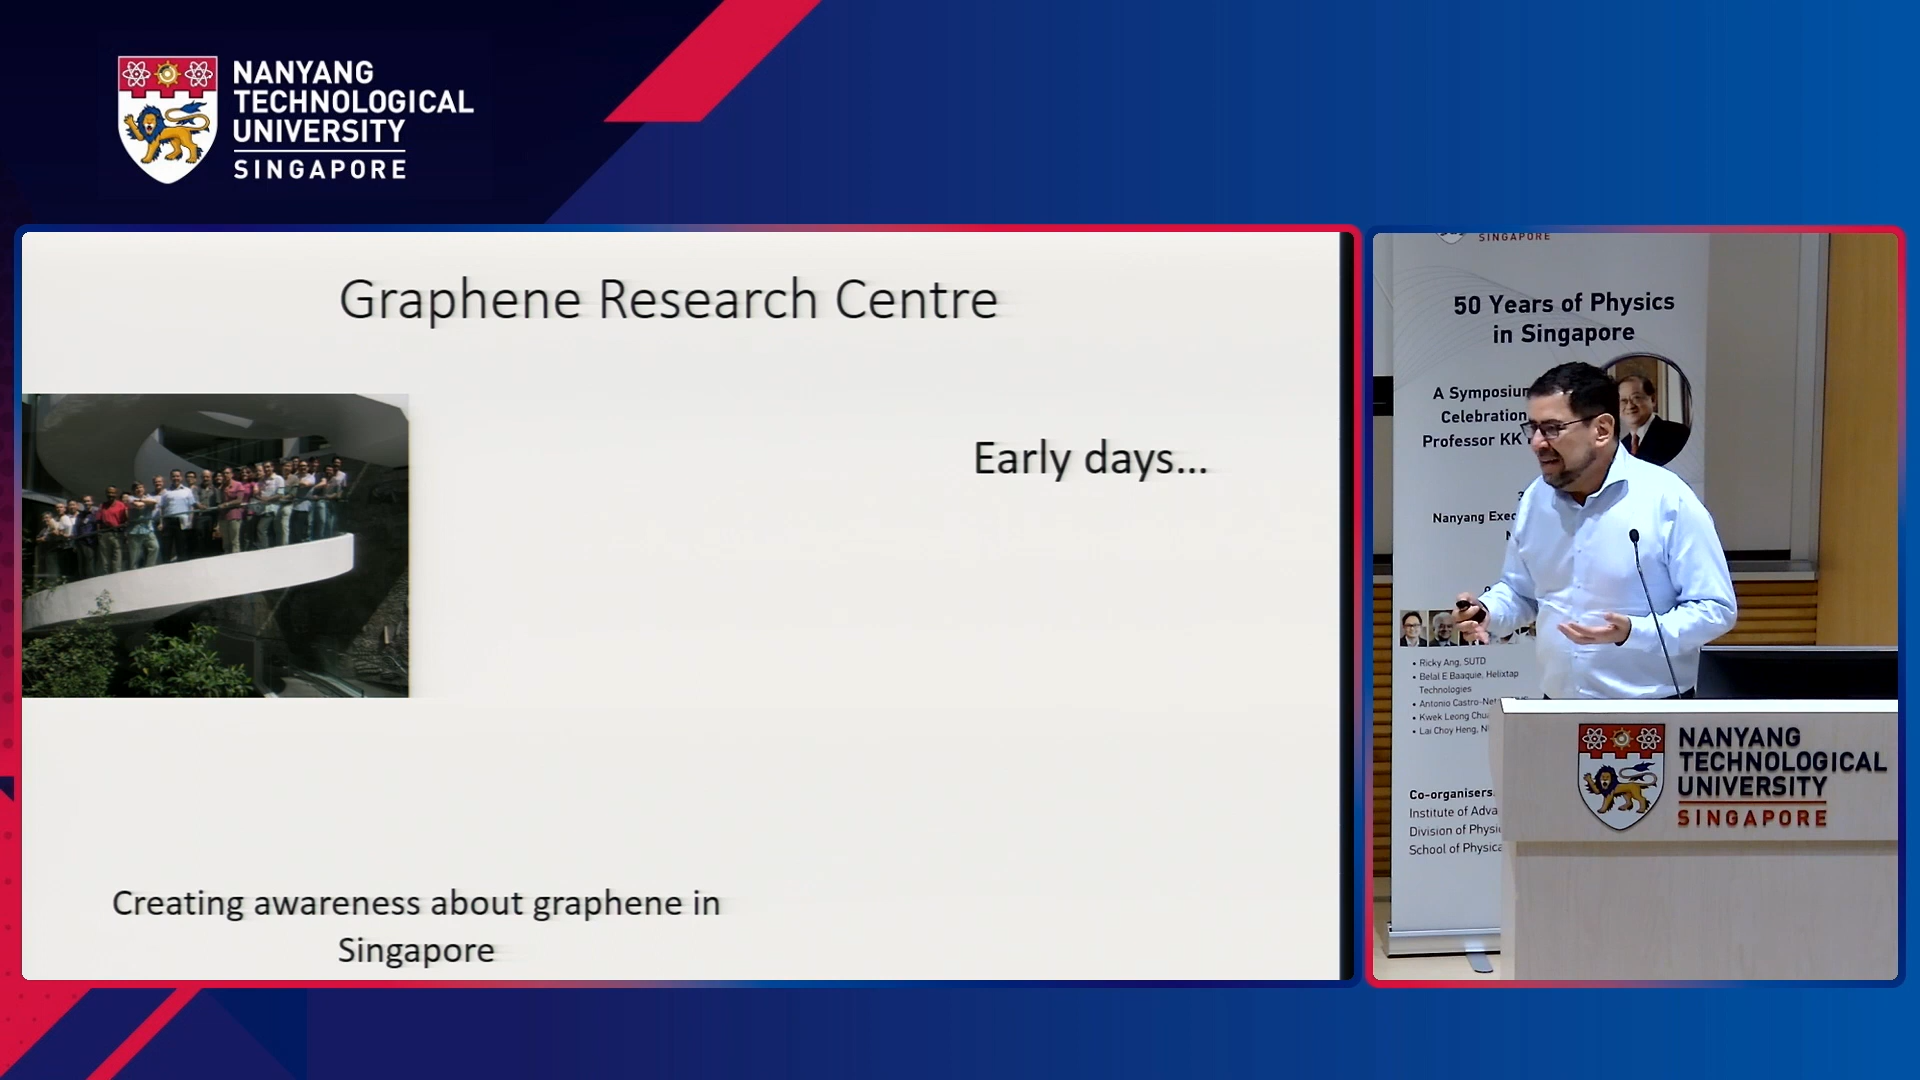 NANYANG
TECHNOLOGICAL
UNIVERSITY
SINGAPORE
Graphene Research Centre
Early days...
Creating awareness about graphene in
Singapore
SINGAPORE
50 Years of Physics
in Singapore
A Symposium
Celebration
Professor KK
Nanyang Exec
• Ricky Ang, SUTD
• Belal E Baaquie, Helixtap
Technologies
• Antonio Castro-Net
• Kwek Leong Chu
• Lai Choy Heng, N
Co-organisers
Institute of Adva
Division of Physi
School of Physica
NANYANG
TECHNOLOGICAL
UNIVERSITY
SINGAPORE